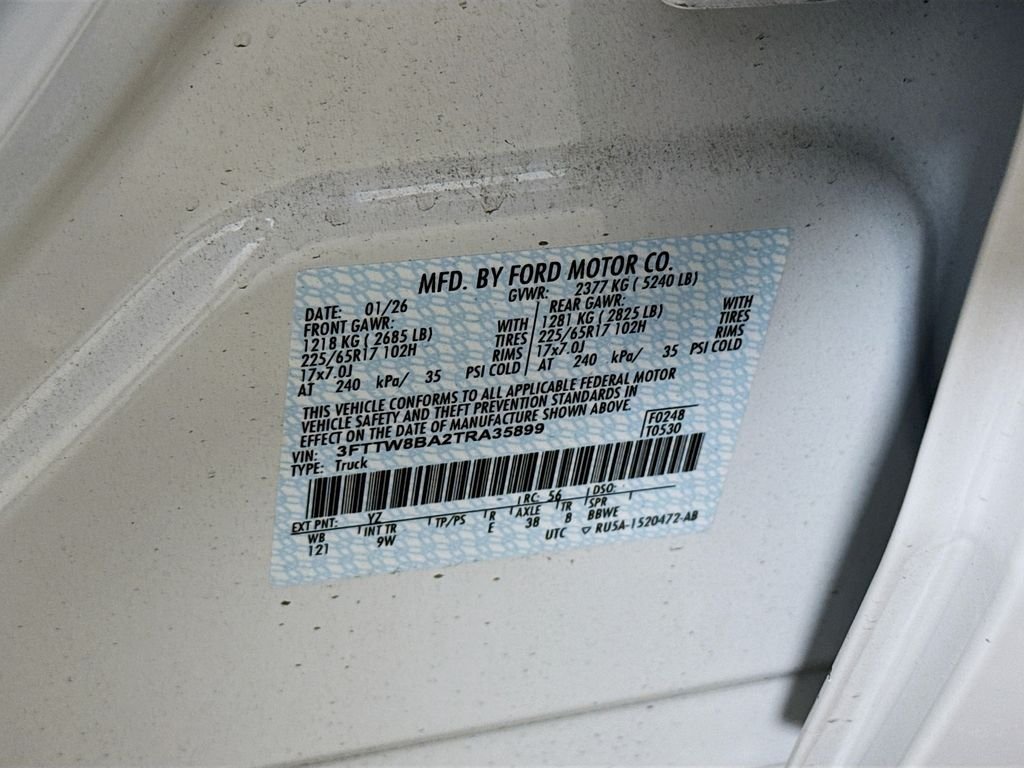 MFD. BY FORD MOTOR CO.
DATE: 01/26 GVWR: 2377 KG ( 5240 LB)
FRONT GAWR: REAR GAWR:
1218 KG ( 2685 LB) WITH 1281 KG ( 2825 LB) WITH
225/65R17 102H TIRES 225/65R17 102H TIRES
17x7.0J RIMS 17x7.0J RIMS
AT 240 kPa/ 35 PSI COLD AT 240 kPa/ 35 PSI COLD
THIS VEHICLE CONFORMS TO ALL APPLICABLE FEDERAL MOTOR
VEHICLE SAFETY AND THEFT PREVENTION STANDARDS IN
EFFECT ON THE DATE OF MANUFACTURE SHOWN ABOVE.
VIN: 3FTTW8BA2TRA35899 F0248
TYPE: Truck T0530
EXT PNT: YZ RC: 56 DSO:
WB INT TR TP/PS R AXLE TR SPR
121 9W E 38 8 BBWE
UTC ▽ RU5A-1520472-AB